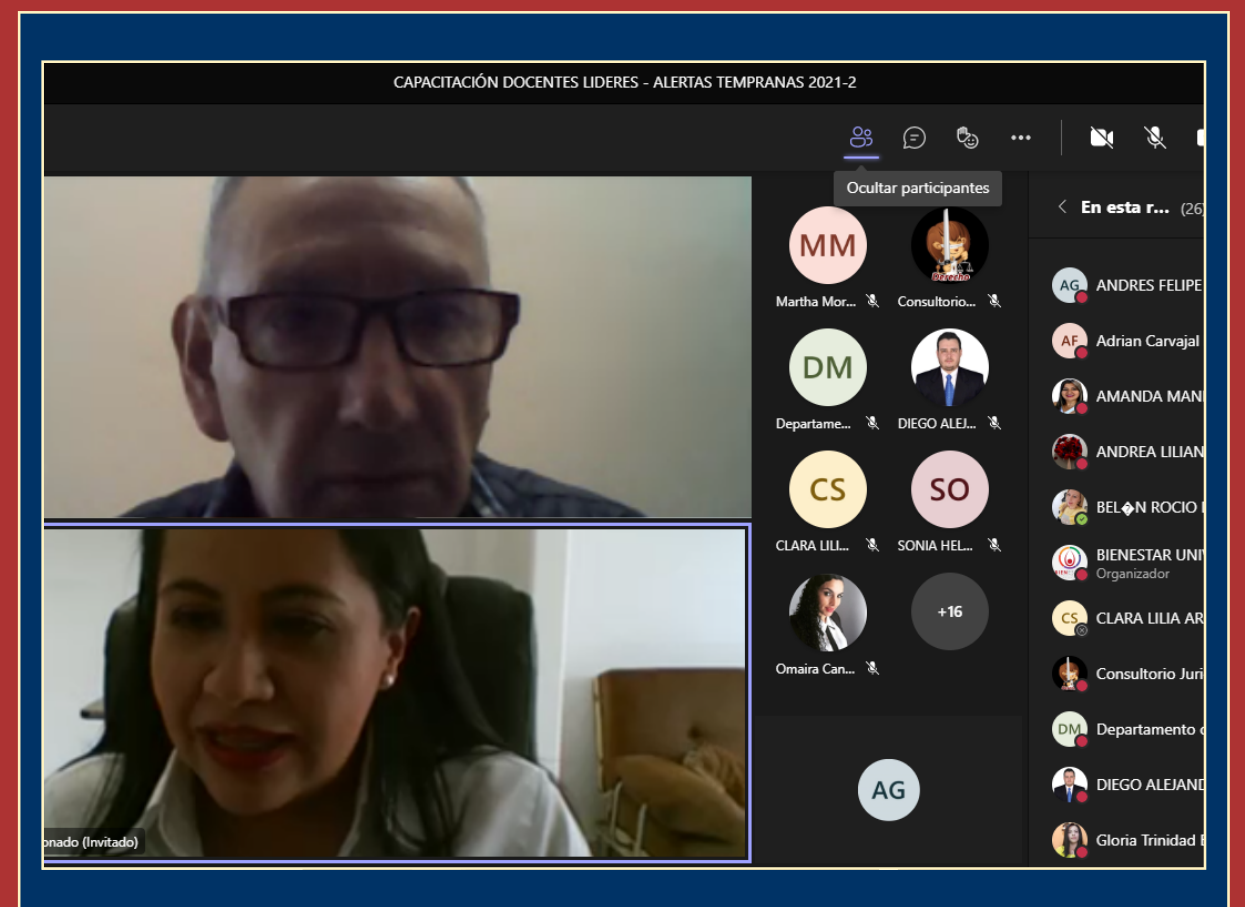 CAPACITACIÓN DOCENTES LIDERES - ALERTAS TEMPRANAS 2021-2
Ocultar participantes
En esta r... (26)
MM
Derecho
Martha Mor...
Consultorio...
DM
Departame...
DIEGO ALEJ...
CS
SO
CLARA LILI...
SONIA HEL...
+16
Omaira Can...
AG
onado (Invitado)
AG ANDRES FELIPE
AF Adrian Carvajal
AMANDA MAN
ANDREA LILIAN
BEL�N ROCIO
BIENESTAR UNI
Organizador
CS CLARA LILIA AR
Consultorio Juri
DM Departamento
DIEGO ALEJAND
Gloria Trinidad